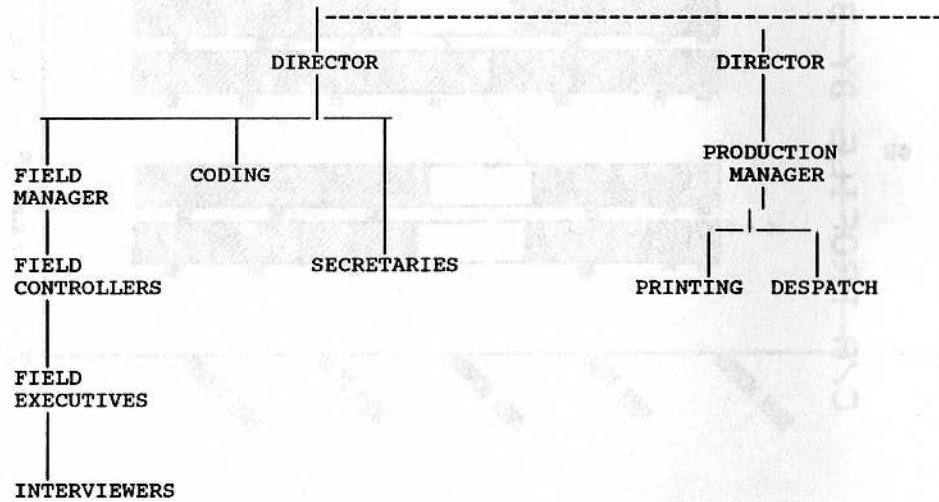 DIRECTOR
DIRECTOR
FIELD
MANAGER
CODING
PRODUCTION
MANAGER
FIELD
CONTROLLERS
SECRETARIES
PRINTING
DESPATCH
FIELD
EXECUTIVES
INTERVIEWERS